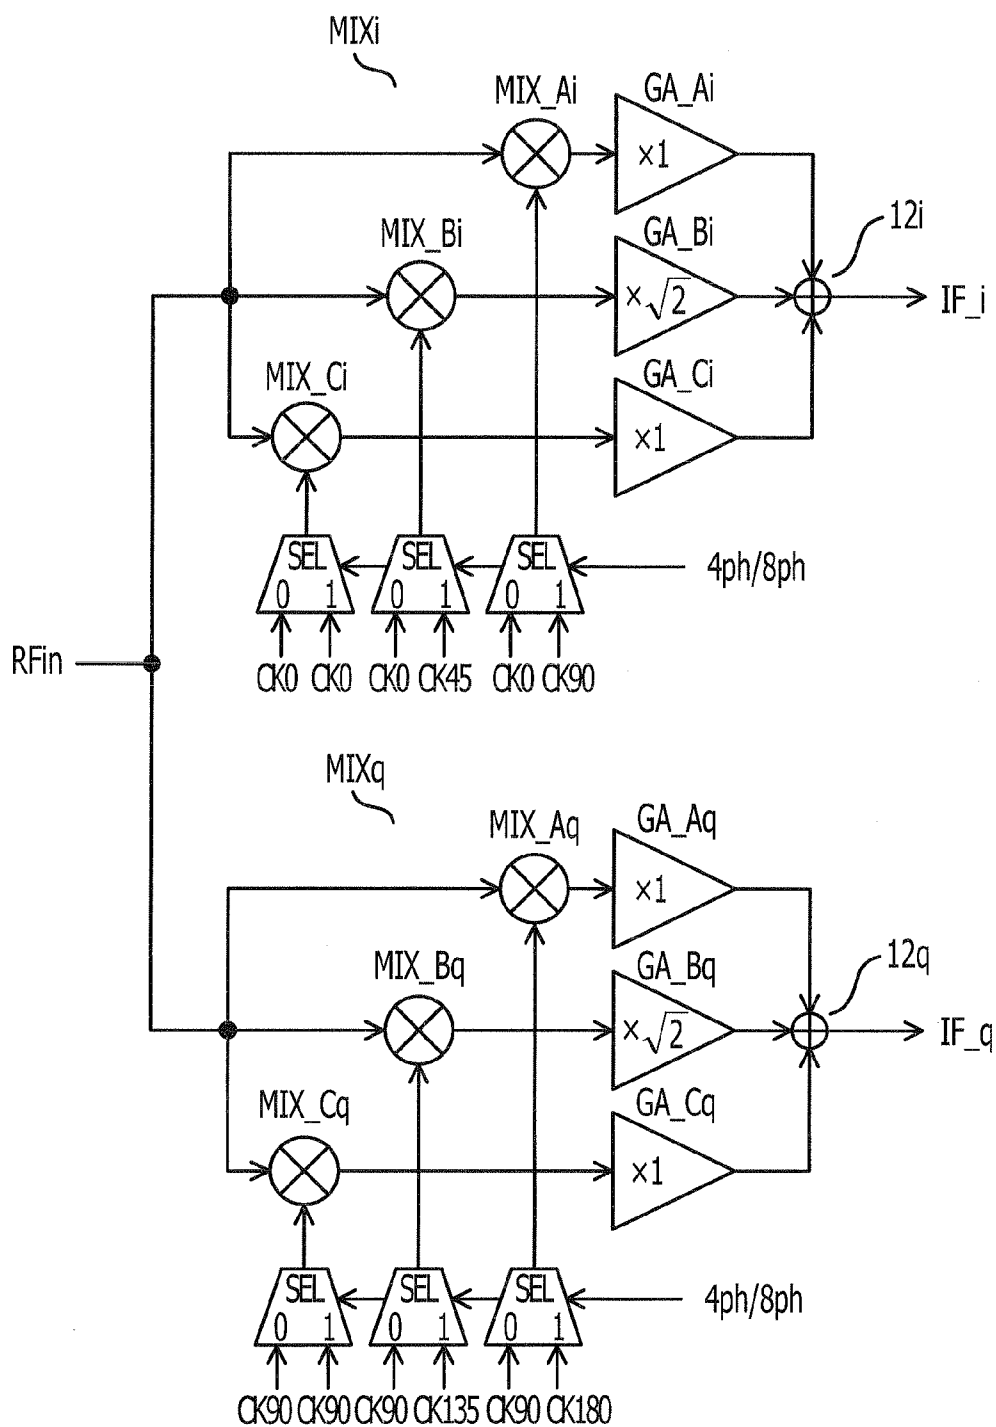 MIXi
MIX_Ai
GA_Ai
×1
12i
MIX_Bi
GA_Bi
×√2
IF_i
MIX_Ci
GA_Ci
×1
SEL
0 1
SEL
0 1
SEL
0 1
4ph/8ph
RFin
CK0 CK0 CK0 CK45 CK0 CK90
MIXq
MIX_Aq
GA_Aq
×1
12q
MIX_Bq
GA_Bq
×√2
IF_q
MIX_Cq
GA_Cq
×1
SEL
0 1
SEL
0 1
SEL
0 1
4ph/8ph
CK90 CK90 CK90 CK135 CK90 CK180